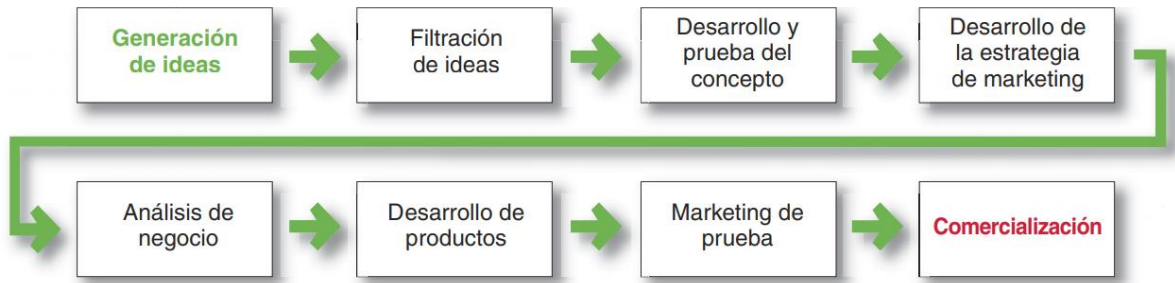 Generación
de ideas
Filtración
de ideas
Desarrollo y
prueba del
concepto
Desarrollo de
la estrategia
de marketing
Análisis de
negocio
Desarrollo de
productos
Marketing de
prueba
Comercialización